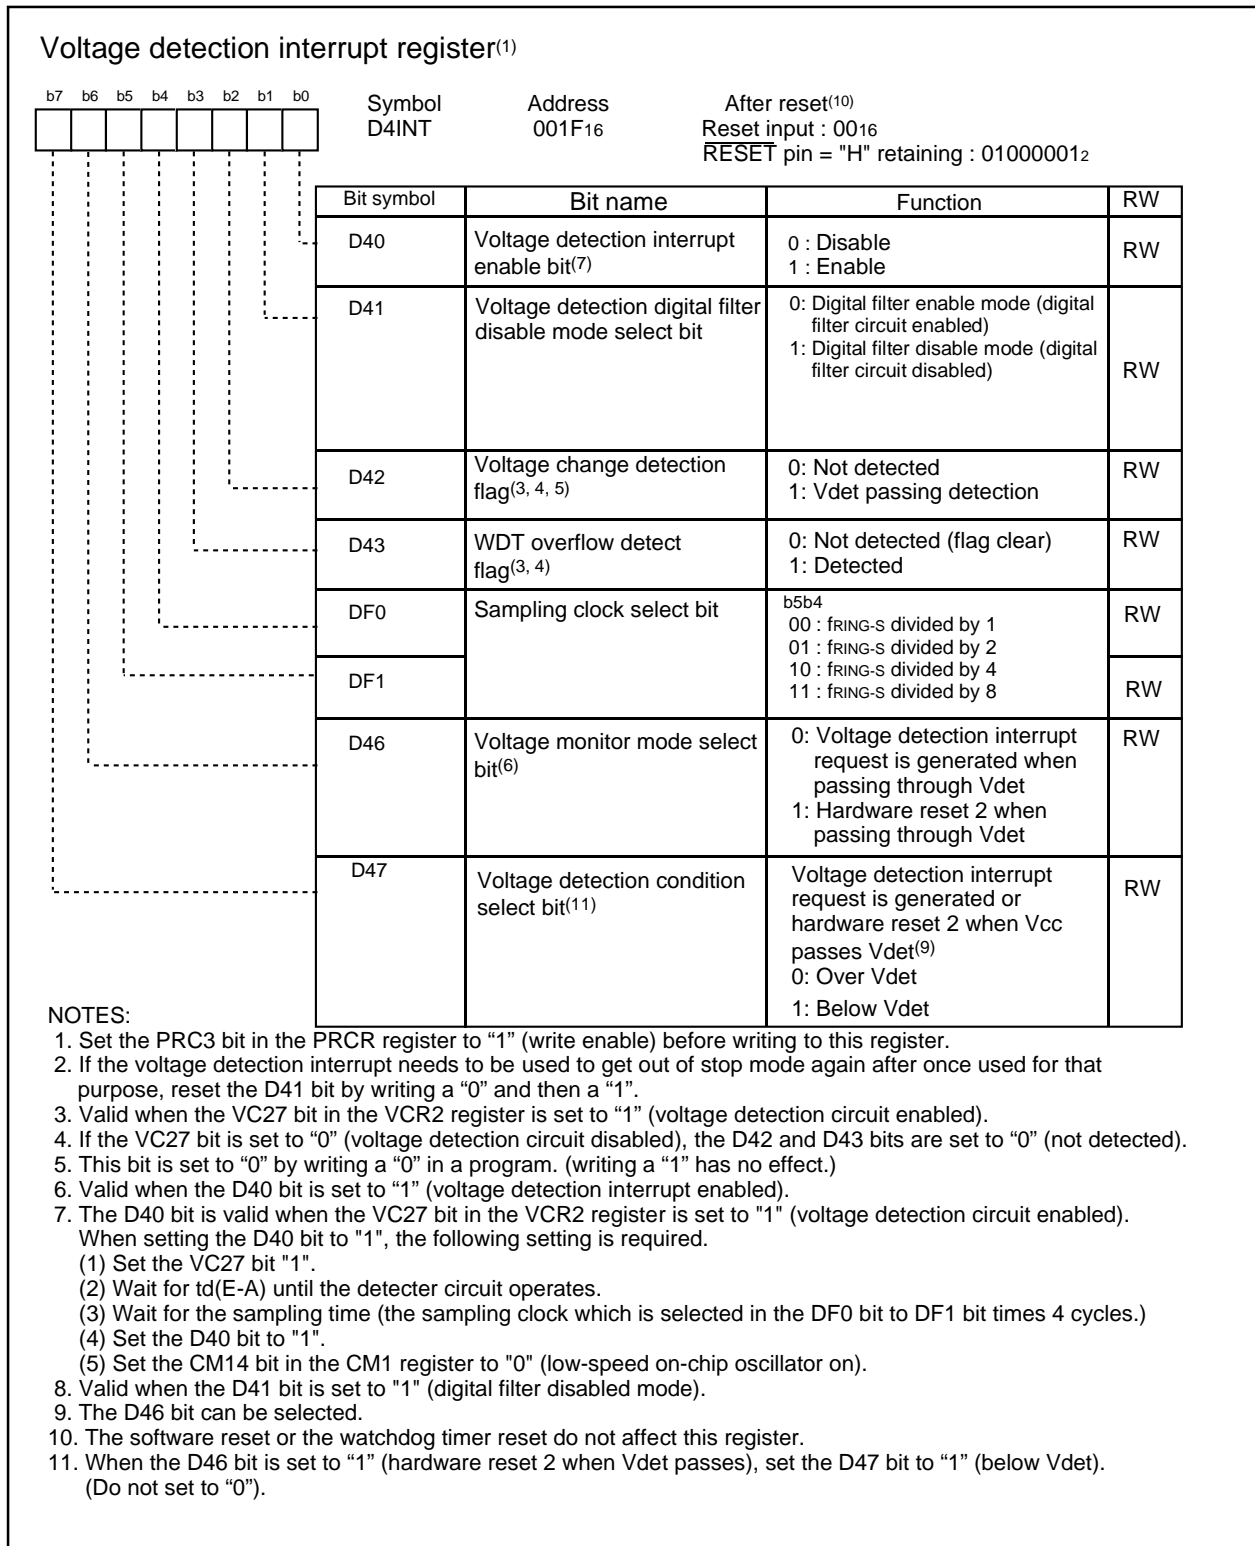 Voltage detection interrupt register(1)
b7 b6 b5 b4 b3 b2 b1 b0
Symbol Address After reset(10)
D4INT 001F16 Reset input : 0016
RESET pin = "H" retaining : 010000012
Bit symbol Bit name Function RW
D40 Voltage detection interrupt enable bit(7) 0 : Disable RW
1 : Enable
D41 Voltage detection digital filter disable mode select bit 0: Digital filter enable mode (digital
filter circuit enabled)
1: Digital filter disable mode (digital
filter circuit disabled) RW
D42 Voltage change detection flag(3, 4, 5) 0: Not detected RW
1: Vdet passing detection
D43 WDT overflow detect flag(3, 4) 0: Not detected (flag clear) RW
1: Detected
DF0 Sampling clock select bit b5b4 RW
00 : fRING-S divided by 1
01 : fRING-S divided by 2
DF1 10 : fRING-S divided by 4 RW
11 : fRING-S divided by 8
D46 Voltage monitor mode select bit(6) 0: Voltage detection interrupt RW
request is generated when
passing through Vdet
1: Hardware reset 2 when
passing through Vdet
D47 Voltage detection condition select bit(11) Voltage detection interrupt RW
request is generated or
hardware reset 2 when Vcc
passes Vdet(9)
0: Over Vdet
1: Below Vdet
NOTES:
1. Set the PRC3 bit in the PRCR register to “1” (write enable) before writing to this register.
2. If the voltage detection interrupt needs to be used to get out of stop mode again after once used for that
purpose, reset the D41 bit by writing a “0” and then a “1”.
3. Valid when the VC27 bit in the VCR2 register is set to “1” (voltage detection circuit enabled).
4. If the VC27 bit is set to “0” (voltage detection circuit disabled), the D42 and D43 bits are set to “0” (not detected).
5. This bit is set to “0” by writing a “0” in a program. (writing a “1” has no effect.)
6. Valid when the D40 bit is set to “1” (voltage detection interrupt enabled).
7. The D40 bit is valid when the VC27 bit in the VCR2 register is set to "1" (voltage detection circuit enabled).
When setting the D40 bit to "1", the following setting is required.
(1) Set the VC27 bit "1".
(2) Wait for td(E-A) until the detecter circuit operates.
(3) Wait for the sampling time (the sampling clock which is selected in the DF0 bit to DF1 bit times 4 cycles.)
(4) Set the D40 bit to "1".
(5) Set the CM14 bit in the CM1 register to "0" (low-speed on-chip oscillator on).
8. Valid when the D41 bit is set to "1" (digital filter disabled mode).
9. The D46 bit can be selected.
10. The software reset or the watchdog timer reset do not affect this register.
11. When the D46 bit is set to “1” (hardware reset 2 when Vdet passes), set the D47 bit to “1” (below Vdet).
(Do not set to “0”).